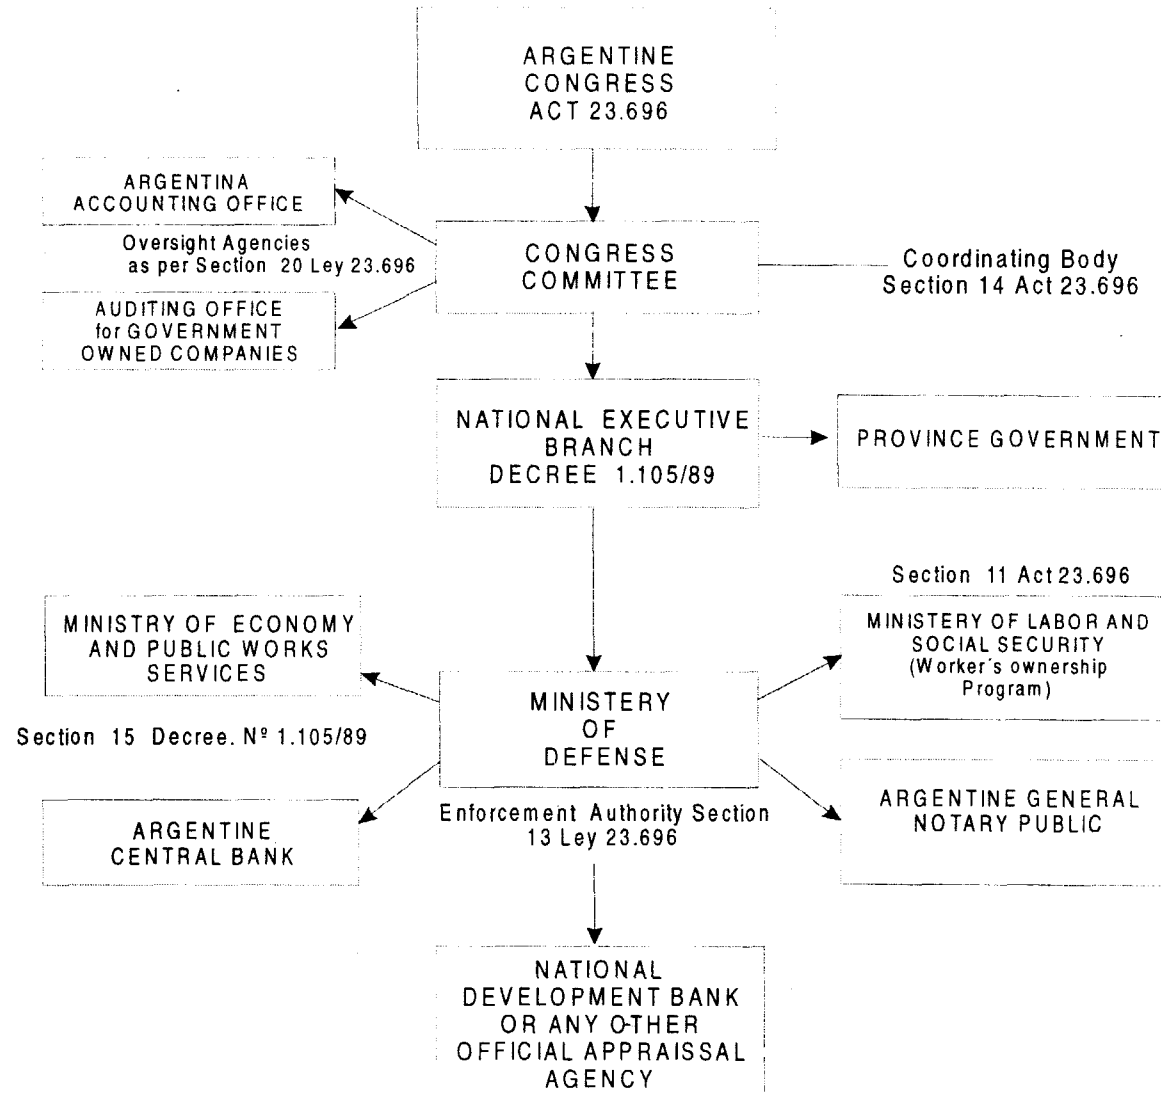 ARGENTINE
CONGRESS
ACT 23.696
ARGENTINA
ACCOUNTING OFFICE
Oversight Agencies
as per Section 20 Ley 23.696
AUDITING OFFICE
for GOVERNMENT
OWNED COMPANIES
CONGRESS
COMMITTEE
Coordinating Body
Section 14 Act 23.696
NATIONAL EXECUTIVE
BRANCH
DECREE 1.105/89
PROVINCE GOVERNMENT
MINISTRY OF ECONOMY
AND PUBLIC WORKS
SERVICES
Section 15 Decree. Nº 1.105/89
ARGENTINE
CENTRAL BANK
MINISTERY
OF
DEFENSE
Enforcement Authority Section
13 Ley 23.696
Section 11 Act 23.696
MINISTERY OF LABOR AND
SOCIAL SECURITY
(Worker´s ownership
Program)
ARGENTINE GENERAL
NOTARY PUBLIC
NATIONAL
DEVELOPMENT BANK
OR ANY O-THER
OFFICIAL APPRAISSAL
AGENCY